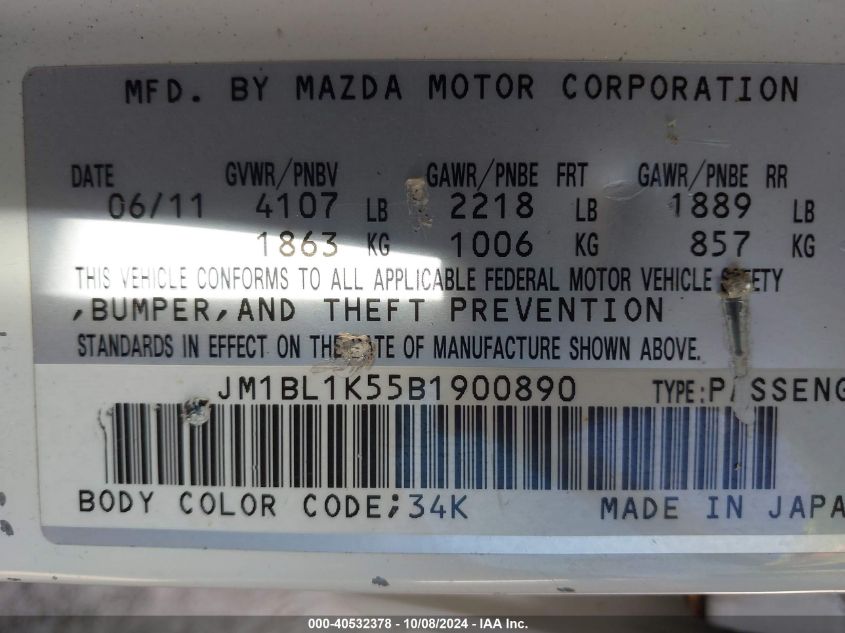 MFD. BY MAZDA MOTOR CORPORATION
DATE GVWR/PNBV GAWR/PNBE FRT GAWR/PNBE RR
06/11 4107 LB 2218 LB 1889 LB
1863 KG 1006 KG 857 KG
THIS VEHICLE CONFORMS TO ALL APPLICABLE FEDERAL MOTOR VEHICLE SAFETY
,BUMPER,AND THEFT PREVENTION
STANDARDS IN EFFECT ON THE DATE OF MANUFACTURE SHOWN ABOVE.
JM1BL1K55B1900890 TYPE:PASSENG
BODY COLOR CODE;34K MADE IN JAPA
000-40532378 - 10/08/2024 - IAA Inc.